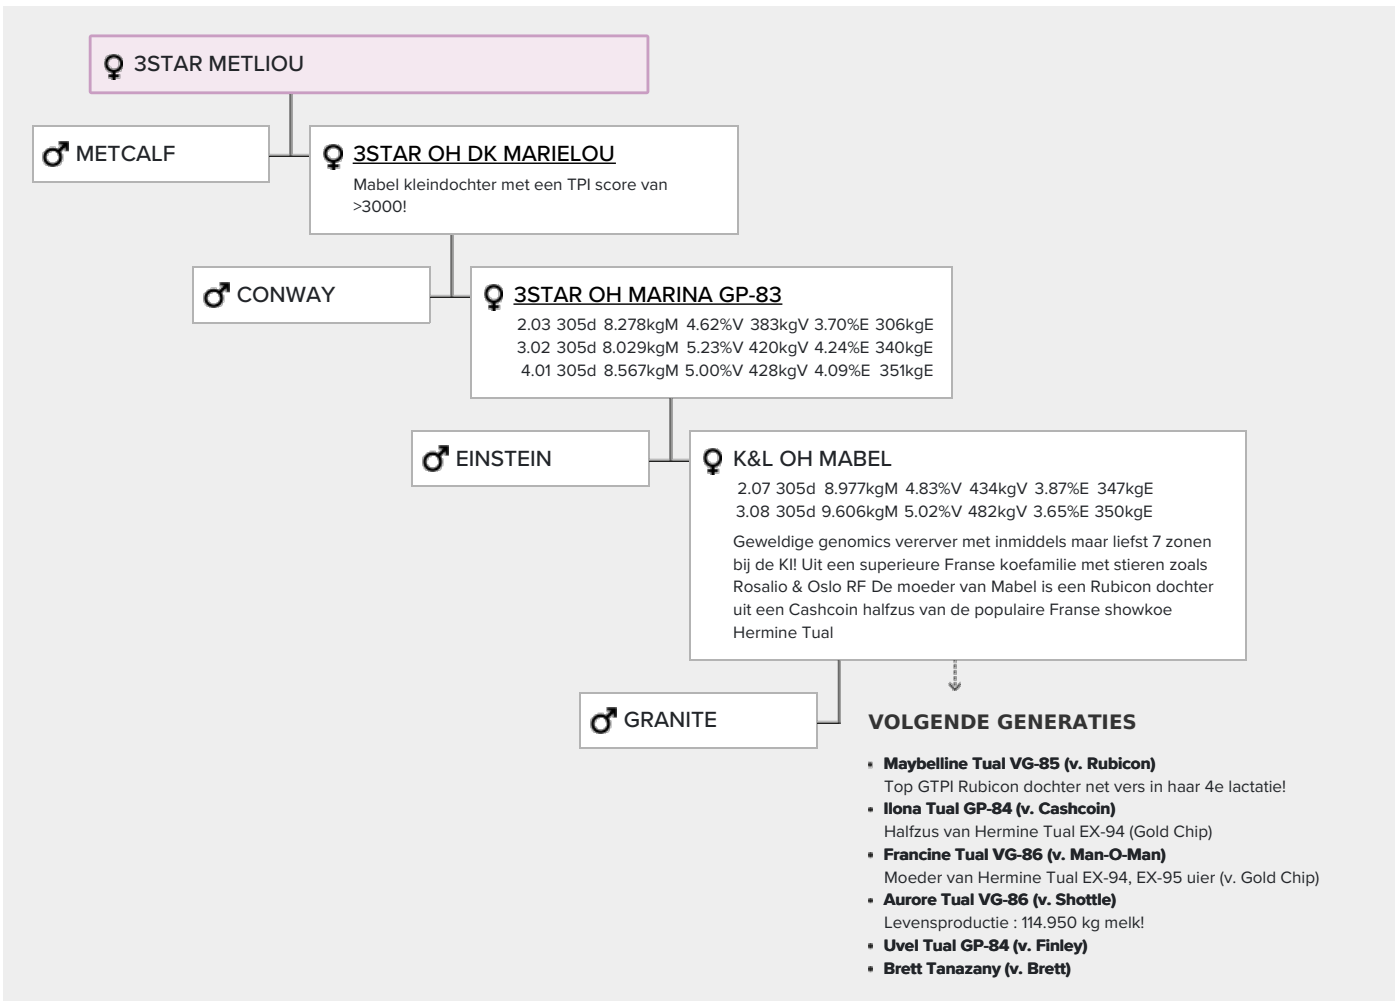 3STAR METLIOU
METCALF
3STAR OH DK MARIELOU
Mabel kleindochter met een TPI score van
>3000!
CONWAY
3STAR OH MARINA GP-83
2.03 305d 8.278kgM 4.62%V 383kgV 3.70%E 306kgE
3.02 305d 8.029kgM 5.23%V 420kgV 4.24%E 340kgE
4.01 305d 8.567kgM 5.00%V 428kgV 4.09%E 351kgE
EINSTEIN
K&L OH MABEL
2.07 305d 8.977kgM 4.83%V 434kgV 3.87%E 347kgE
3.08 305d 9.606kgM 5.02%V 482kgV 3.65%E 350kgE
Geweldige genomics vererver met inmiddels maar liefst 7 zonen
bij de KI! Uit een superieure Franse koefamilie met stieren zoals
Rosalio & Oslo RF De moeder van Mabel is een Rubicon dochter
uit een Cashcoin halfzus van de populaire Franse showkoe
Hermine Tual
GRANITE
VOLGENDE GENERATIES
Maybelline Tual VG-85 (v. Rubicon)
Top GTPI Rubicon dochter net vers in haar 4e lactatie!
Ilona Tual GP-84 (v. Cashcoin)
Halfzus van Hermine Tual EX-94 (Gold Chip)
Francine Tual VG-86 (v. Man-O-Man)
Moeder van Hermine Tual EX-94, EX-95 uier (v. Gold Chip)
Aurore Tual VG-86 (v. Shottle)
Levensproductie : 114.950 kg melk!
Uvel Tual GP-84 (v. Finley)
Brett Tanazany (v. Brett)